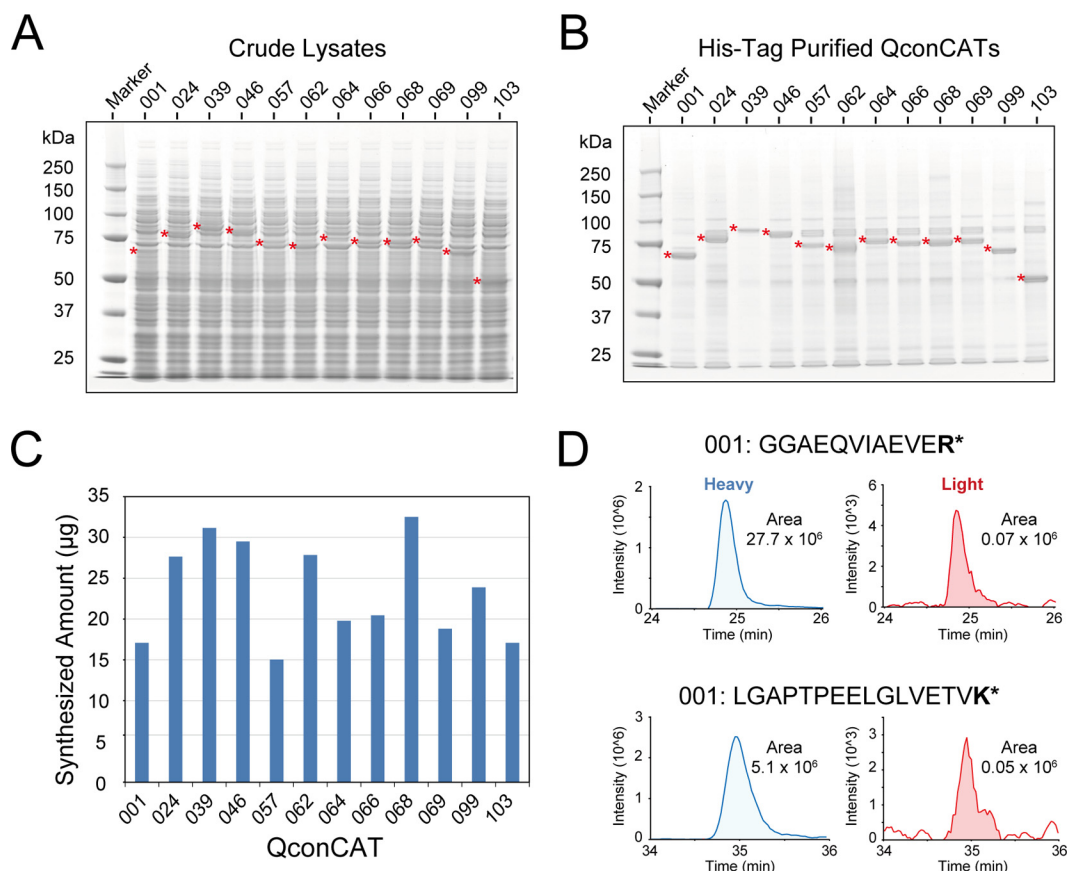 A
Crude Lysates
Marker 001 024 039 046 057 062 064 066 068 069 099 103
kDa
250
150
100
75
50
37
25
* * * * * * * * * * * *
B
His-Tag Purified QconCATs
Marker 001 024 039 046 057 062 064 066 068 069 099 103
kDa
250
150
100
75
50
37
25
* * * * * * * * * * * *
C
Synthesized Amount (µg)
35
30
25
20
15
5
0
001 024 039 046 057 062 064 066 068 069 099 103
QconCAT
D
001: GGAEQVIAEVER*
Heavy
Intensity (10^6)
2
1
0
Area
27.7 x 10⁶
24 25 26
Time (min)
Light
Intensity (10^3)
6
4
2
0
Area
0.07 x 10⁶
24 25 26
Time (min)
001: LGAPTPEELGLVETVK*
Intensity (10^6)
3
2
1
0
Area
5.1 x 10⁶
34 35 36
Time (min)
Intensity (10^3)
3
2
1
0
Area
0.05 x 10⁶
34 35 36
Time (min)